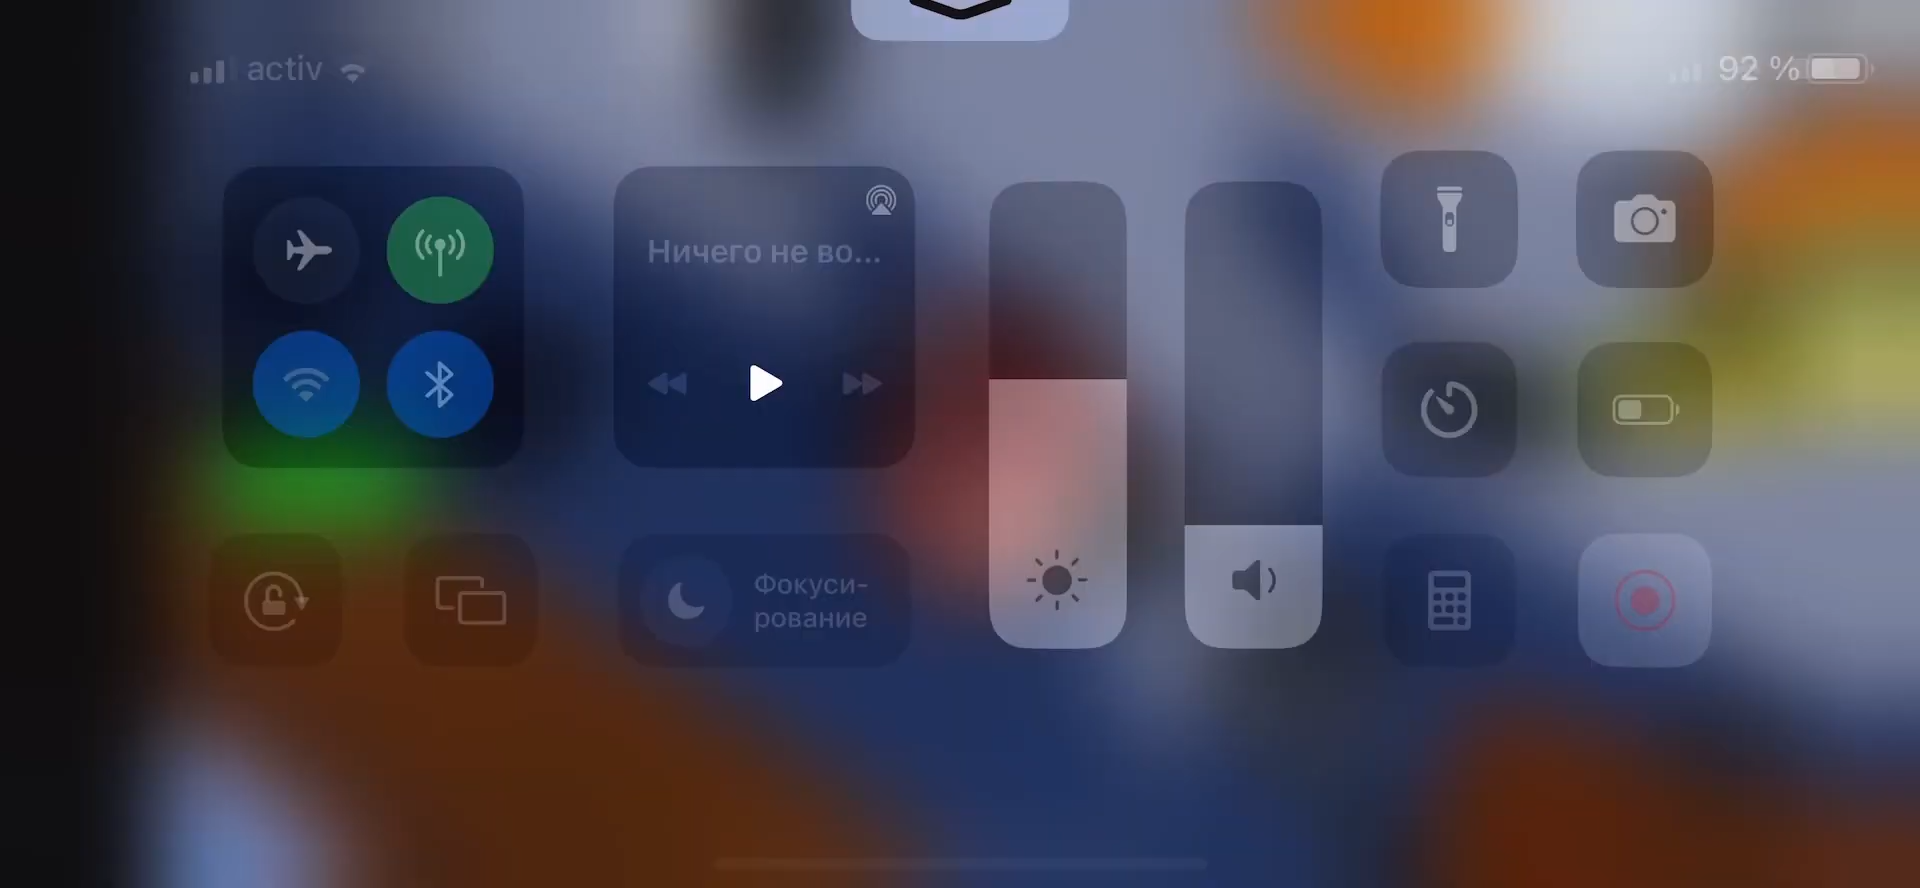 activ
92 %
Ничего не во...
Фокуси-
рование